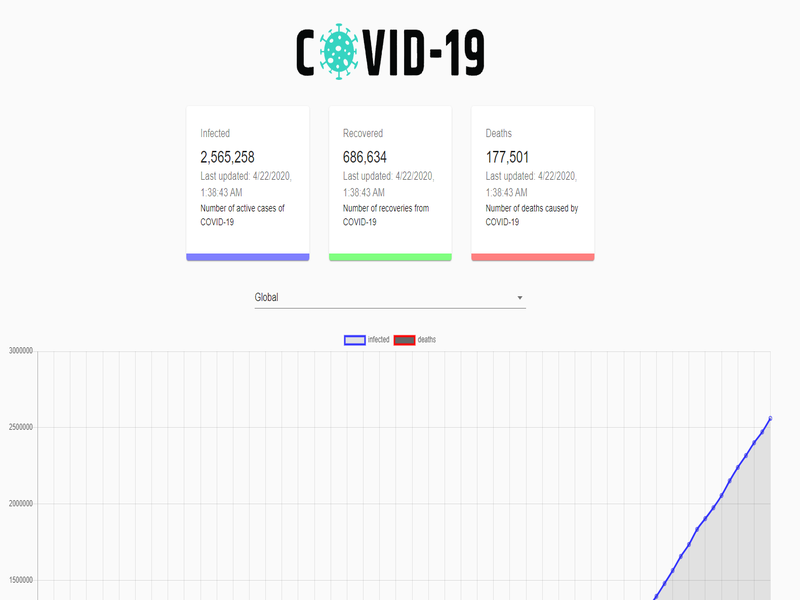 COVID-19
Infected
2,565,258
Last updated: 4/22/2020,
1:38:43 AM
Number of active cases of
COVID-19
Recovered
686,634
Last updated: 4/22/2020,
1:38:43 AM
Number of recoveries from
COVID-19
Deaths
177,501
Last updated: 4/22/2020,
1:38:43 AM
Number of deaths caused by
COVID-19
Global
infected
deaths
3000000
2500000
2000000
1500000